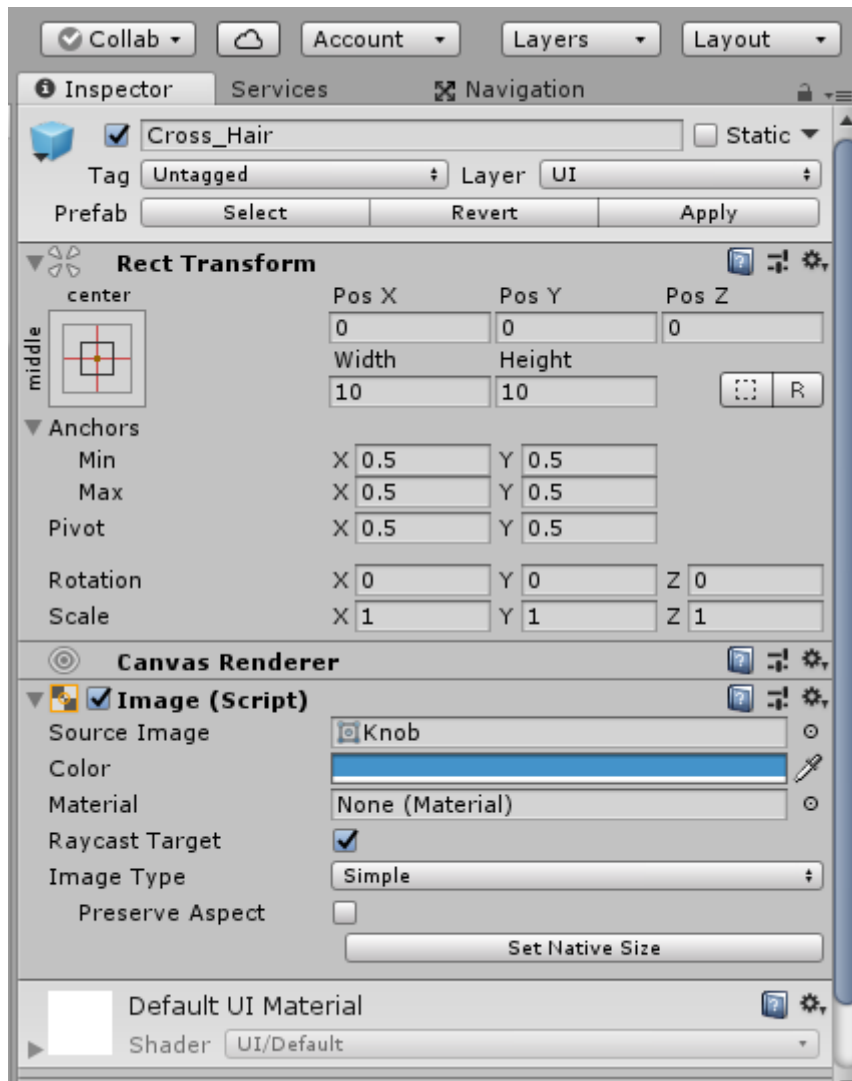 Collab Account Layers Layout
Inspector Services Navigation
Cross_Hair Static
Tag Untagged Layer UI
Prefab Select Revert Apply
Rect Transform
center Pos X Pos Y Pos Z
middle 0 0 0
Width Height
10 10 R
Anchors
Min X 0.5 Y 0.5
Max X 0.5 Y 0.5
Pivot X 0.5 Y 0.5
Rotation X 0 Y 0 Z 0
Scale X 1 Y 1 Z 1
Canvas Renderer
Image (Script)
Source Image Knob
Color
Material None (Material)
Raycast Target
Image Type Simple
Preserve Aspect
Set Native Size
Default UI Material
Shader UI/Default